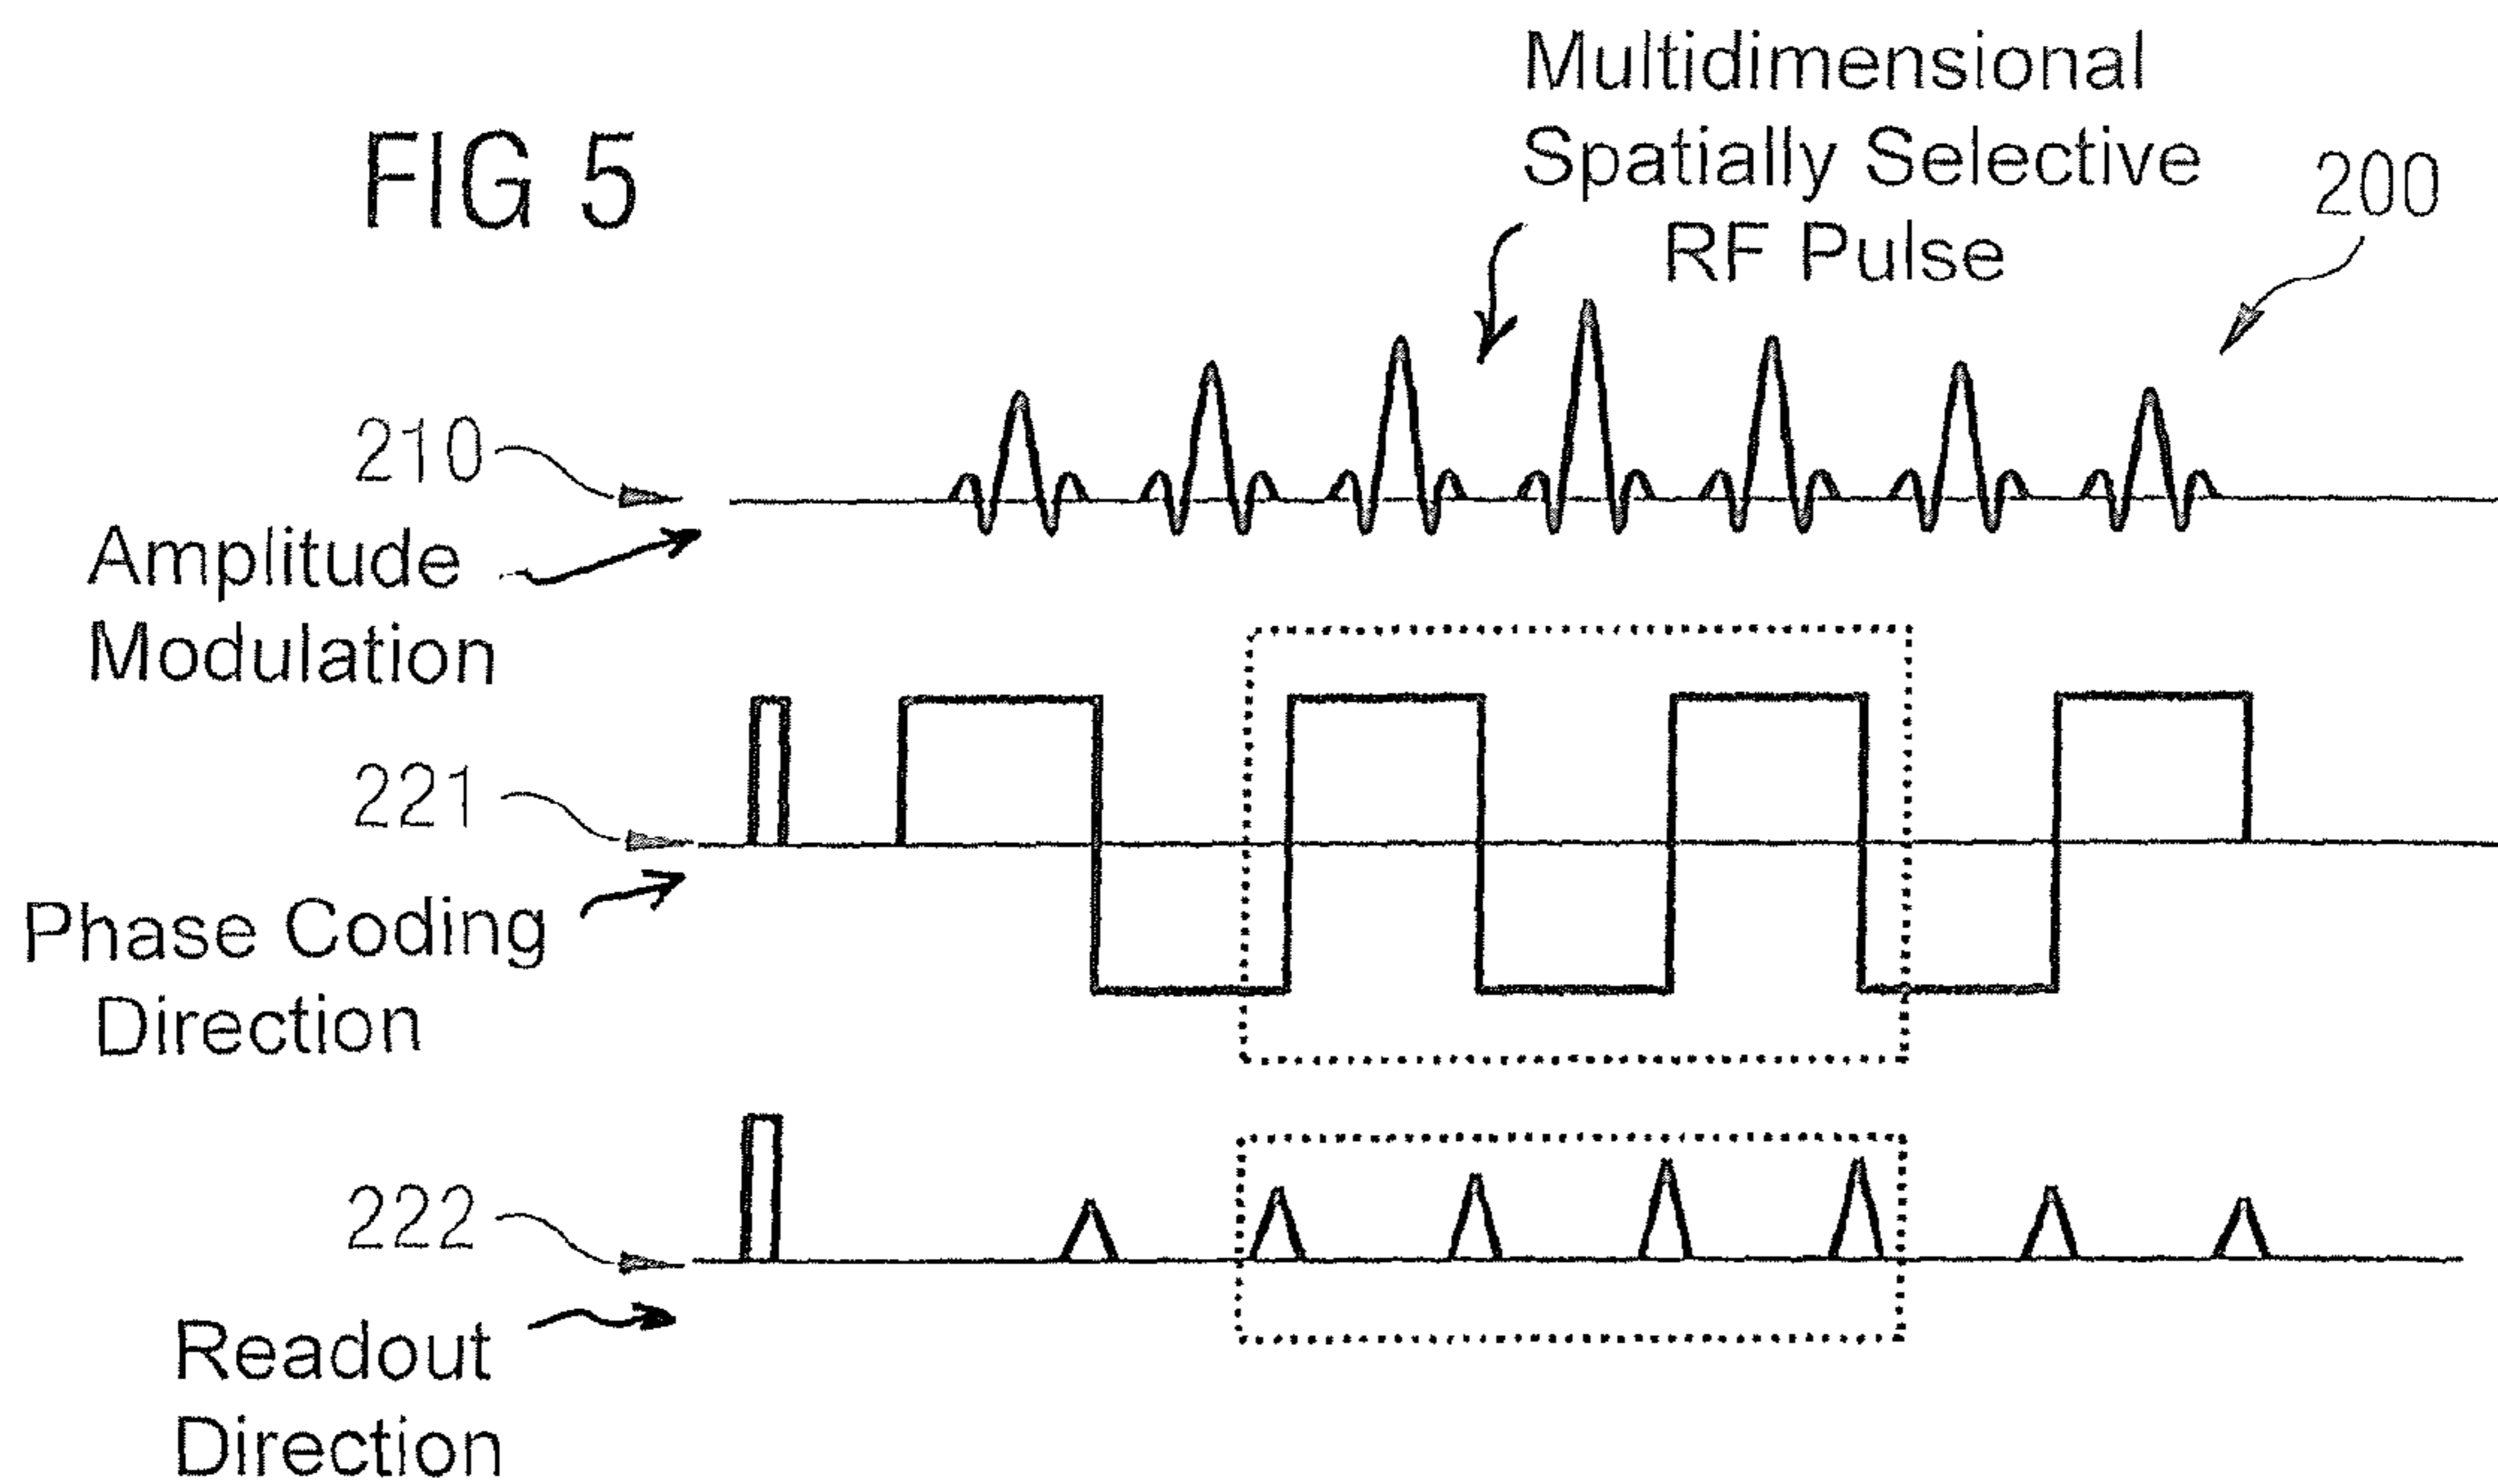 FIG 5
Multidimensional
Spatially Selective
RF Pulse
200
210
Amplitude
Modulation
221
Phase Coding
Direction
222
Readout
Direction